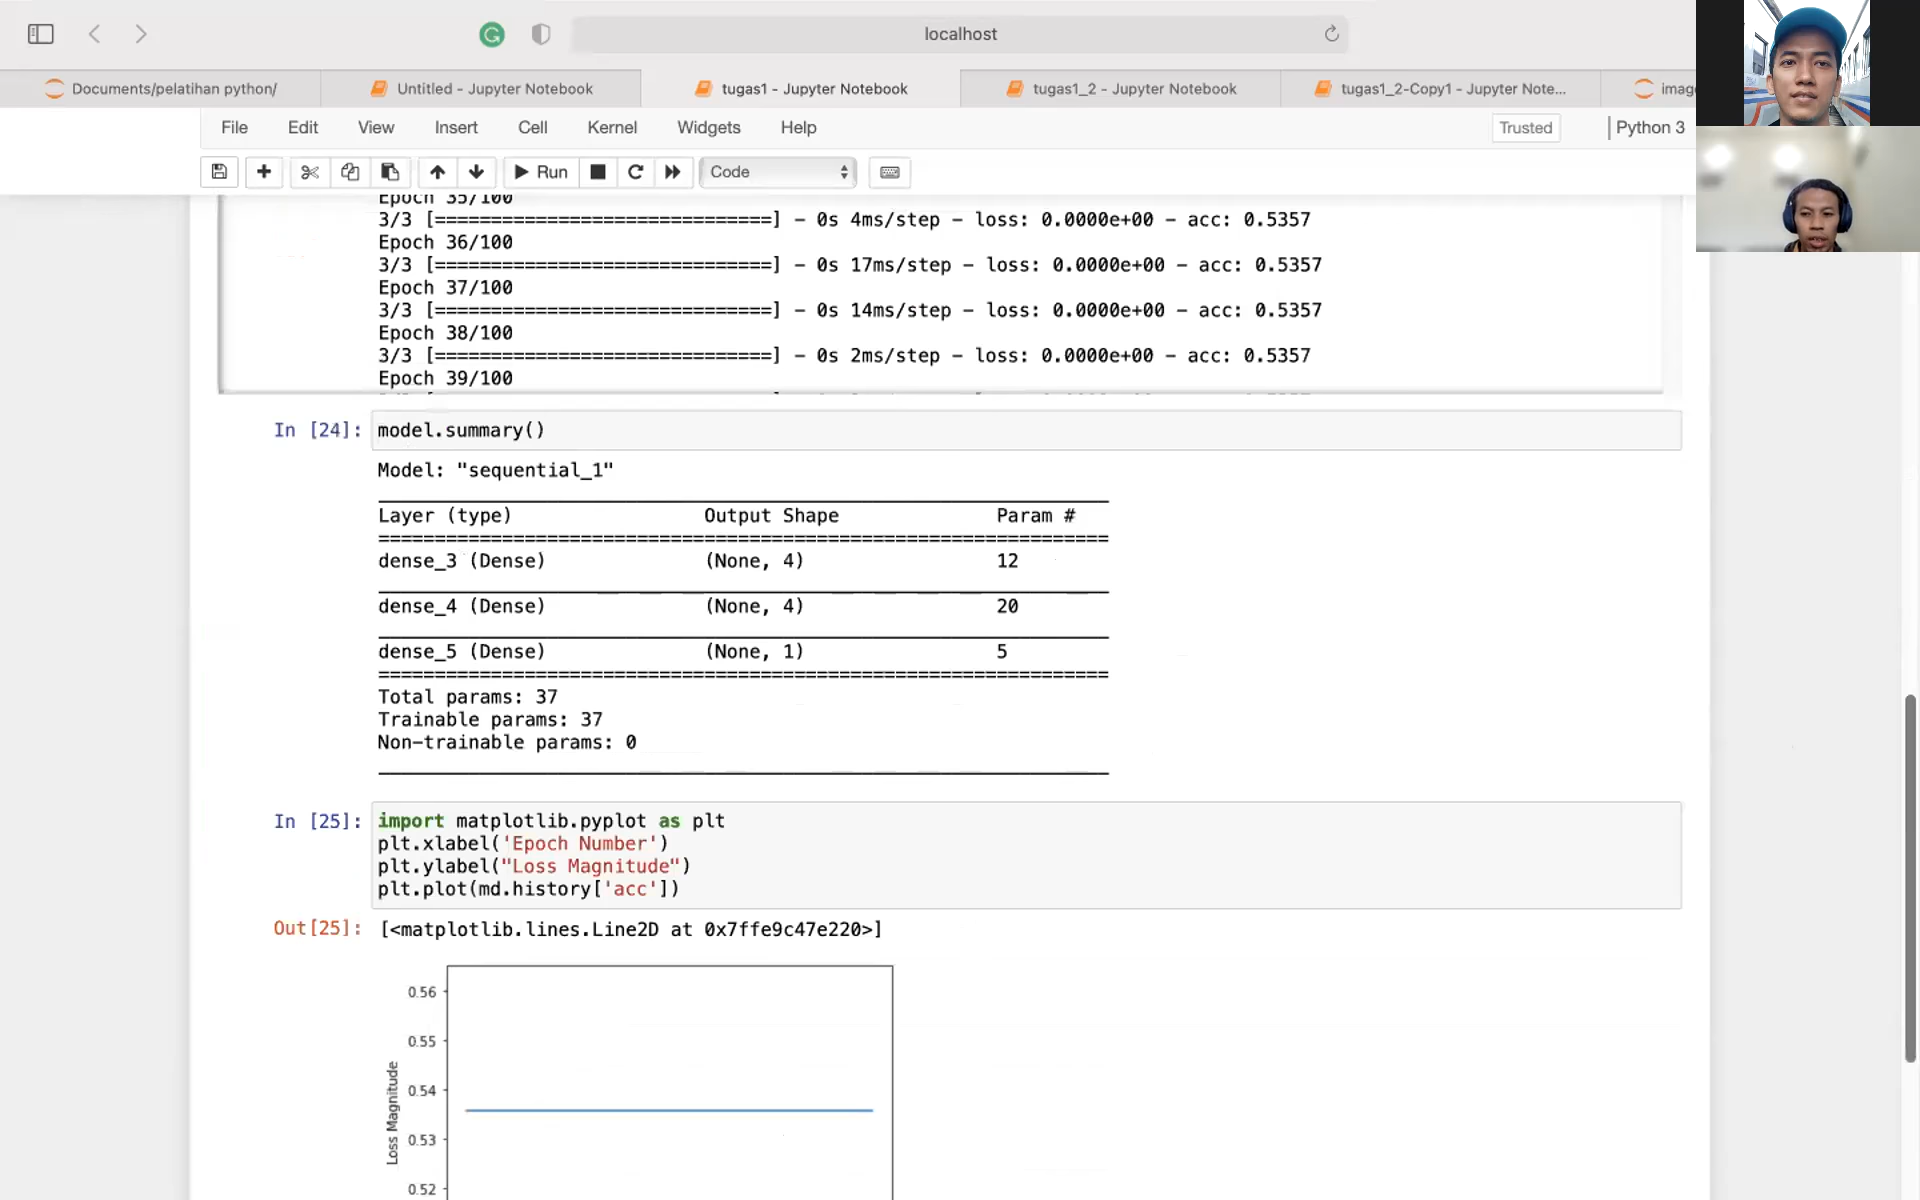 localhost
Documents/pelatihan python/
Untitled - Jupyter Notebook
tugas1 - Jupyter Notebook
tugas1_2 - Jupyter Notebook
tugas1_2-Copy1 - Jupyter Note...
imag
File Edit View Insert Cell Kernel Widgets Help
Trusted
Python 3
Run
Code
Epoch 35/100
3/3 [==============================] - 0s 4ms/step - loss: 0.0000e+00 - acc: 0.5357
Epoch 36/100
3/3 [==============================] - 0s 17ms/step - loss: 0.0000e+00 - acc: 0.5357
Epoch 37/100
3/3 [==============================] - 0s 14ms/step - loss: 0.0000e+00 - acc: 0.5357
Epoch 38/100
3/3 [==============================] - 0s 2ms/step - loss: 0.0000e+00 - acc: 0.5357
Epoch 39/100
In [24]: model.summary()
Model: "sequential_1"
Layer (type) Output Shape Param #
=================================================================
dense_3 (Dense) (None, 4) 12
dense_4 (Dense) (None, 4) 20
dense_5 (Dense) (None, 1) 5
=================================================================
Total params: 37
Trainable params: 37
Non-trainable params: 0
In [25]: import matplotlib.pyplot as plt
plt.xlabel('Epoch Number')
plt.ylabel("Loss Magnitude")
plt.plot(md.history['acc'])
Out[25]: [<matplotlib.lines.Line2D at 0x7ffe9c47e220>]
0.56
0.55
0.54
0.53
0.52
Loss Magnitude